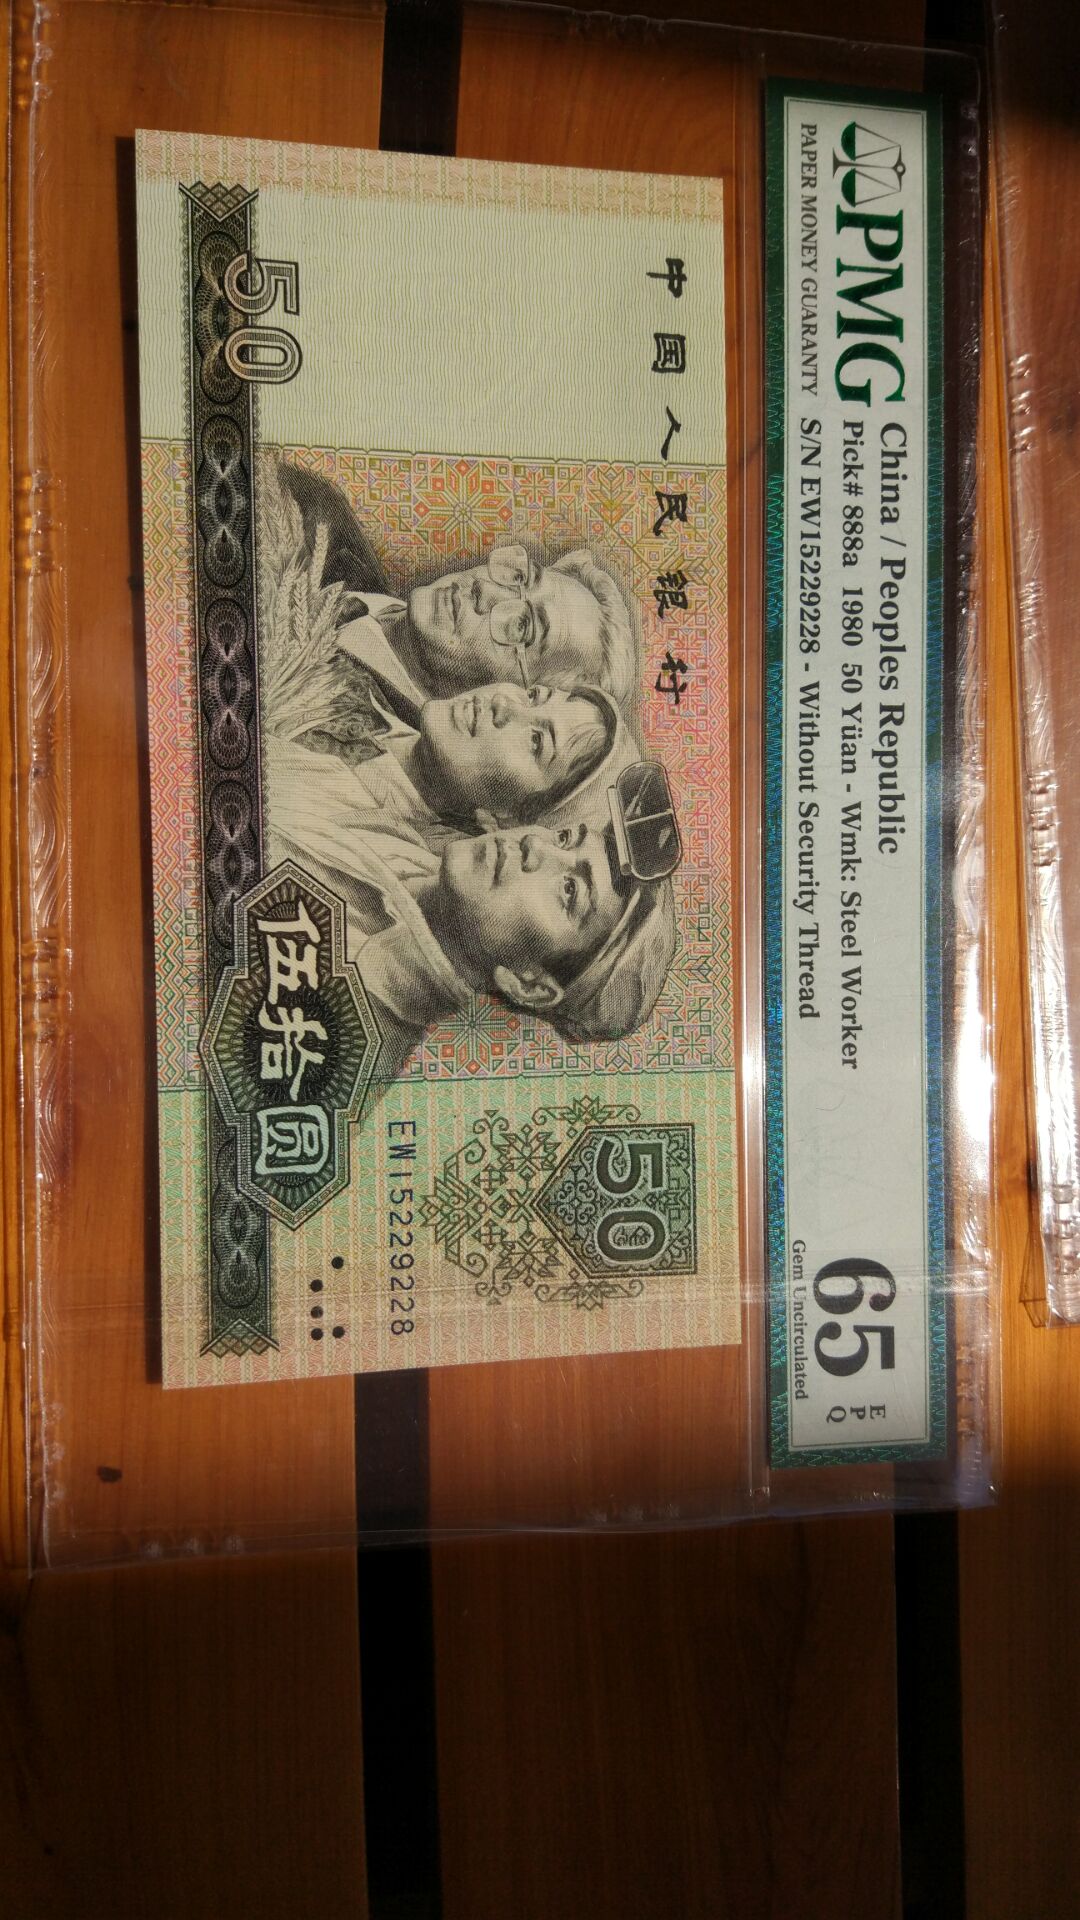 PMG
PAPER MONEY GUARANTY
China / Peoples Republic
Pick# 888a 1980 50 Yüan - Wmk: Steel Worker
S/N EW15229228 - Without Security Thread
65
EPQ
Gem Uncirculated
中国人民银行
50
EW15229228
伍拾圆
50